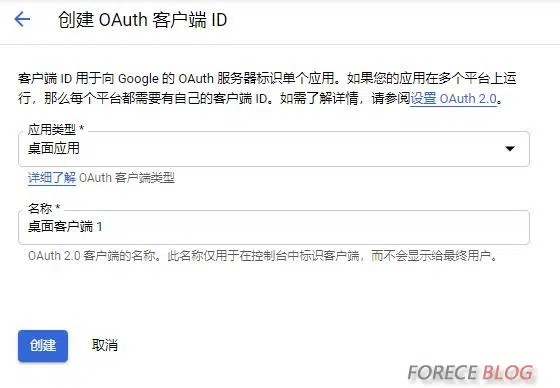 创建 OAuth 客户端 ID
客户端 ID 用于向 Google 的 OAuth 服务器标识单个应用。如果您的应用在多个平台上运
行，那么每个平台都需要有自己的客户端 ID。如需了解详情，请参阅设置 OAuth 2.0。
应用类型 *
桌面应用
详细了解 OAuth 客户端类型
名称 *
桌面客户端 1
OAuth 2.0 客户端的名称。此名称仅用于在控制台中标识客户端，而不会显示给最终用户。
创建 取消
FORECE BLOG